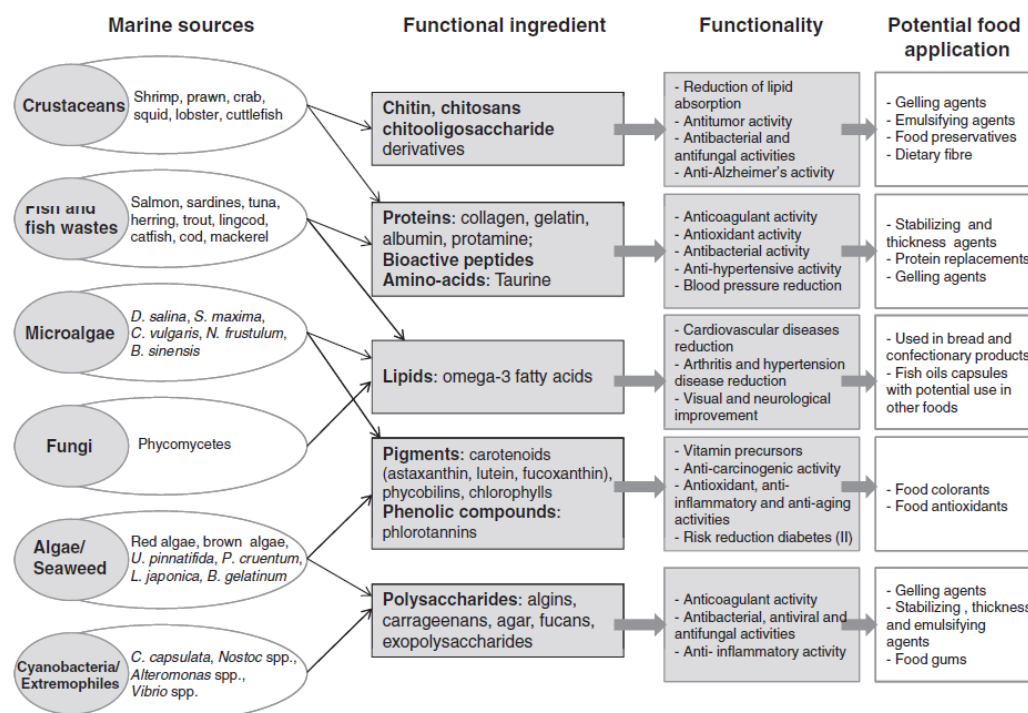 Marine sources
Functional ingredient
Functionality
Potential food
application
Crustaceans
Shrimp, prawn, crab,
squid, lobster, cuttlefish
Chitin, chitosans
chitooligosaccharide
derivatives
- Reduction of lipid
absorption
- Antitumor activity
- Antibacterial and
antifungal activities
- Anti-Alzheimer's activity
- Gelling agents
- Emulsifying agents
- Food preservatives
- Dietary fibre
Fish and
fish wastes
Salmon, sardines, tuna,
herring, trout, lingcod,
catfish, cod, mackerel
Proteins: collagen, gelatin,
albumin, protamine;
Bioactive peptides
Amino-acids: Taurine
- Anticoagulant activity
- Antioxidant activity
- Antibacterial activity
- Anti-hypertensive activity
- Blood pressure reduction
- Stabilizing and
thickness agents
- Protein replacements
- Gelling agents
Microalgae
D. salina, S. maxima,
C. vulgaris, N. frustulum,
B. sinensis
Lipids: omega-3 fatty acids
- Cardiovascular diseases
reduction
- Arthritis and hypertension
disease reduction
- Visual and neurological
improvement
- Used in bread and
confectionary products
- Fish oils capsules
with potential use in
other foods
Fungi
Phycomycetes
Pigments: carotenoids
(astaxanthin, lutein, fucoxanthin),
phycobilins, chlorophylls
Phenolic compounds:
phlorotannins
- Vitamin precursors
- Anti-carcinogenic activity
- Antioxidant, anti-
inflammatory and anti-aging
activities
- Risk reduction diabetes (II)
- Food colorants
- Food antioxidants
Algae/
Seaweed
Red algae, brown algae,
U. pinnatifida, P. cruentum,
L. japonica, B. gelatinum
Polysaccharides: algins,
carrageenans, agar, fucans,
exopolysaccharides
- Anticoagulant activity
- Antibacterial, antiviral and
antifungal activities
- Anti- inflammatory activity
- Gelling agents
- Stabilizing , thickness
and emulsifying
agents
- Food gums
Cyanobacteria/
Extremophiles
C. capsulata, Nostoc spp.,
Alteromonas spp.,
Vibrio spp.